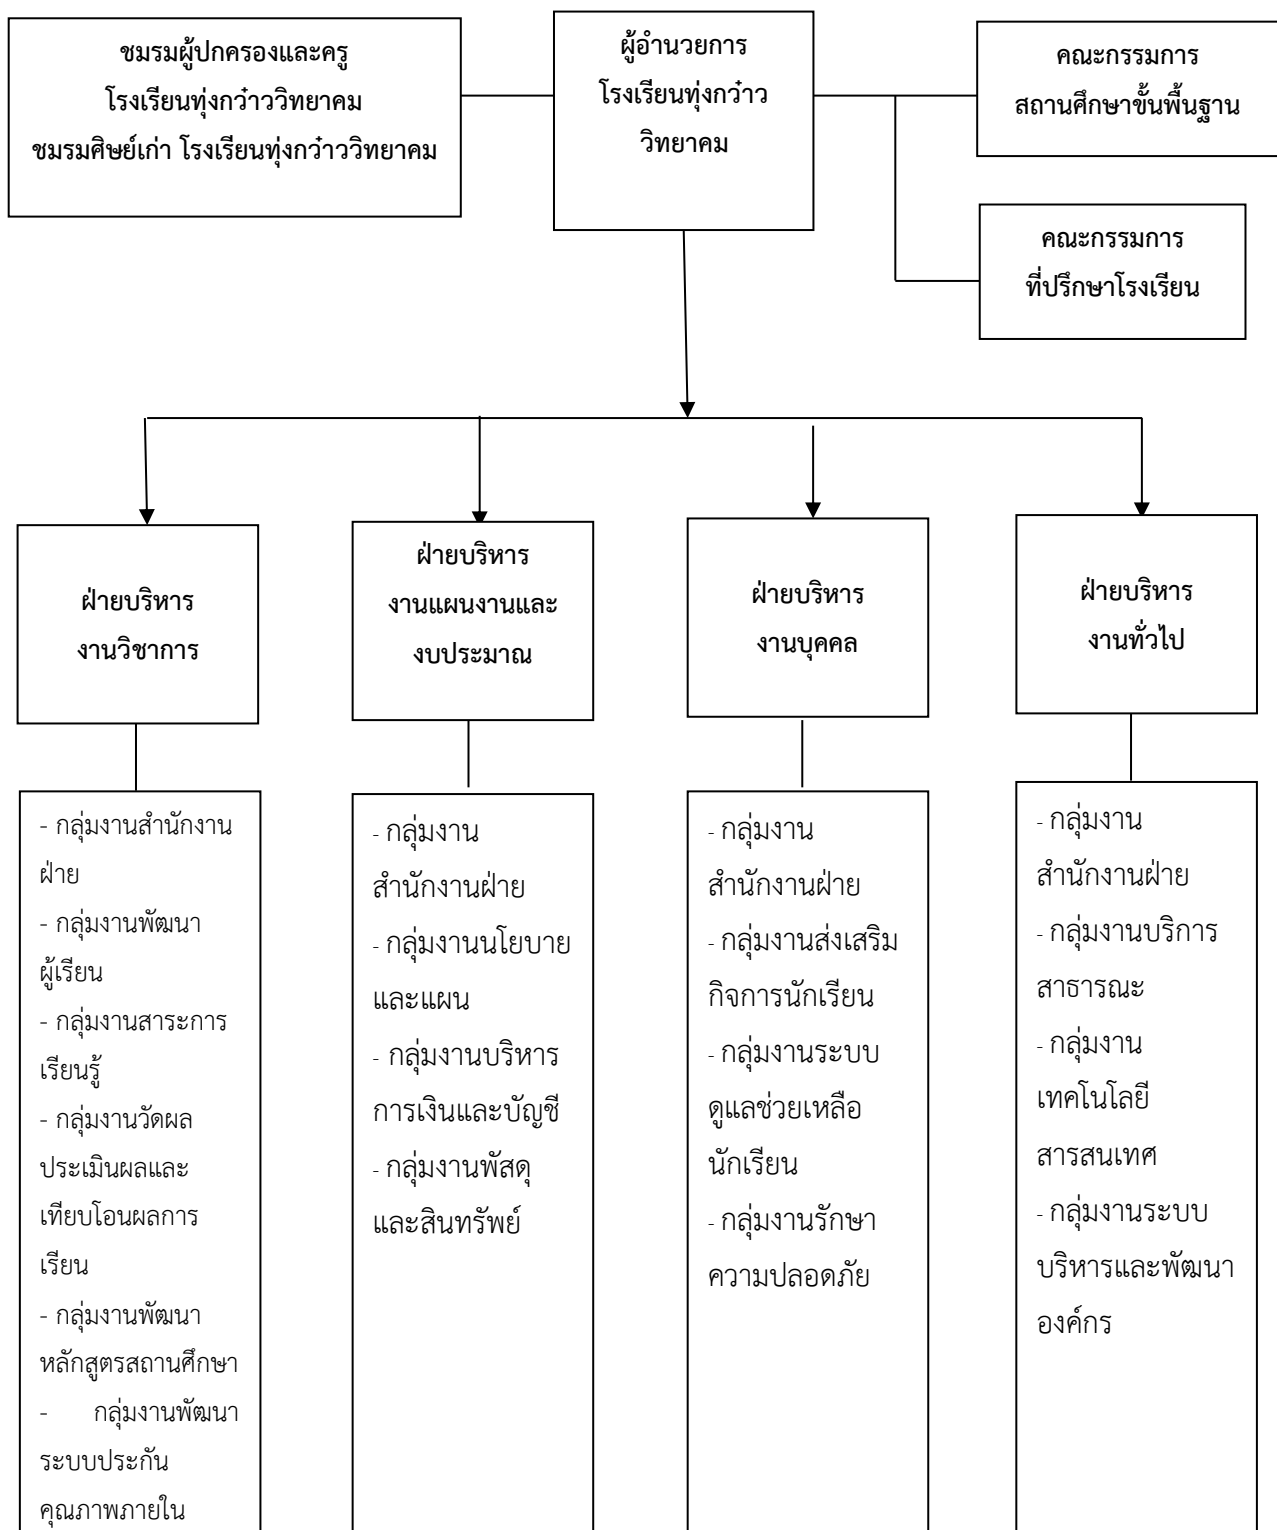 ชมรมผู้ปกครองและครู
โรงเรียนทุ่งกว๋าววิทยาคม
ชมรมศิษย์เก่า โรงเรียนทุ่งกว๋าววิทยาคม
ผู้อำนวยการ
โรงเรียนทุ่งกว๋าว
วิทยาคม
คณะกรรมการ
สถานศึกษาขั้นพื้นฐาน
คณะกรรมการ
ที่ปรึกษาโรงเรียน
ฝ่ายบริหาร
งานวิชาการ
ฝ่ายบริหาร
งานแผนงานและ
งบประมาณ
ฝ่ายบริหาร
งานบุคคล
ฝ่ายบริหาร
งานทั่วไป
- กลุ่มงานสำนักงาน
ฝ่าย
- กลุ่มงานพัฒนา
ผู้เรียน
- กลุ่มงานสาระการ
เรียนรู้
- กลุ่มงานวัดผล
ประเมินผลและ
เทียบโอนผลการ
เรียน
- กลุ่มงานพัฒนา
หลักสูตรสถานศึกษา
- กลุ่มงานพัฒนา
ระบบประกัน
คุณภาพภายใน
- กลุ่มงาน
สำนักงานฝ่าย
- กลุ่มงานนโยบาย
และแผน
- กลุ่มงานบริหาร
การเงินและบัญชี
- กลุ่มงานพัสดุ
และสินทรัพย์
- กลุ่มงาน
สำนักงานฝ่าย
- กลุ่มงานส่งเสริม
กิจการนักเรียน
- กลุ่มงานระบบ
ดูแลช่วยเหลือ
นักเรียน
- กลุ่มงานรักษา
ความปลอดภัย
- กลุ่มงาน
สำนักงานฝ่าย
- กลุ่มงานบริการ
สาธารณะ
- กลุ่มงาน
เทคโนโลยี
สารสนเทศ
- กลุ่มงานระบบ
บริหารและพัฒนา
องค์กร